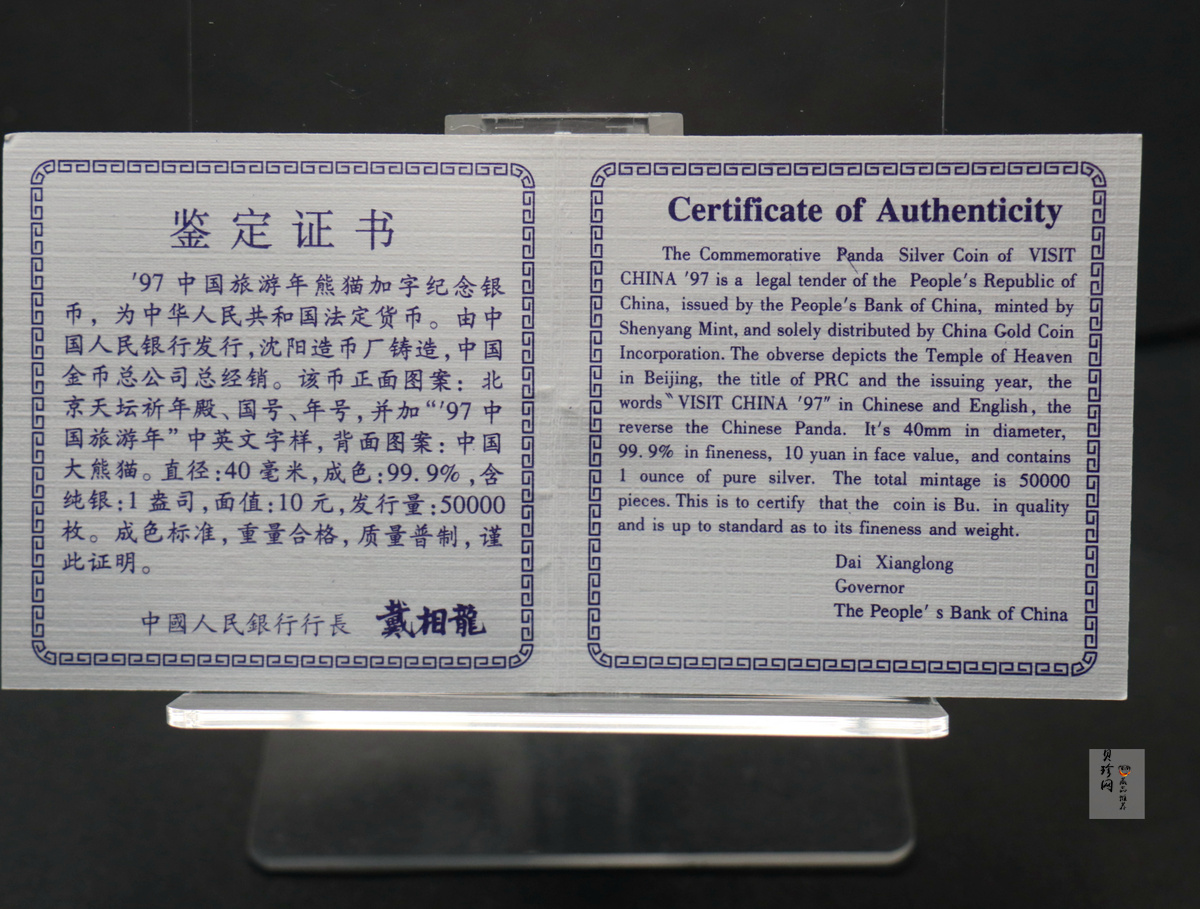 鉴定证书
'97中国旅游年熊猫加字纪念银
币，为中华人民共和国法定货币。由中
国人民银行发行,沈阳造币厂铸造,中国
金币总公司总经销。该币正面图案：北
京天坛祈年殿、国号、年号,并加“'97中
国旅游年”中英文字样,背面图案：中国
大熊猫。直径:40毫米,成色:99.9%,含
纯银:1盎司,面值:10元,发行量:50000
枚。成色标准,重量合格,质量普制,谨
此证明。
中國人民銀行行長 戴相龍
Certificate of Authenticity
The Commemorative Panda Silver Coin of VISIT
CHINA '97 is a legal tender of the People's Republic of
China, issued by the People's Bank of China, minted by
Shenyang Mint, and solely distributed by China Gold Coin
Incorporation. The obverse depicts the Temple of Heaven
in Beijing, the title of PRC and the issuing year, the
words‶VISIT CHINA '97″ in Chinese and English, the
reverse the Chinese Panda. It's 40mm in diameter,
99.9% in fineness, 10 yuan in face value, and contains
1 ounce of pure silver. The total mintage is 50000
pieces. This is to certify that the coin is Bu. in quality
and is up to standard as to its fineness and weight.
Dai Xianglong
Governor
The People's Bank of China
贝珍网
藏品推荐